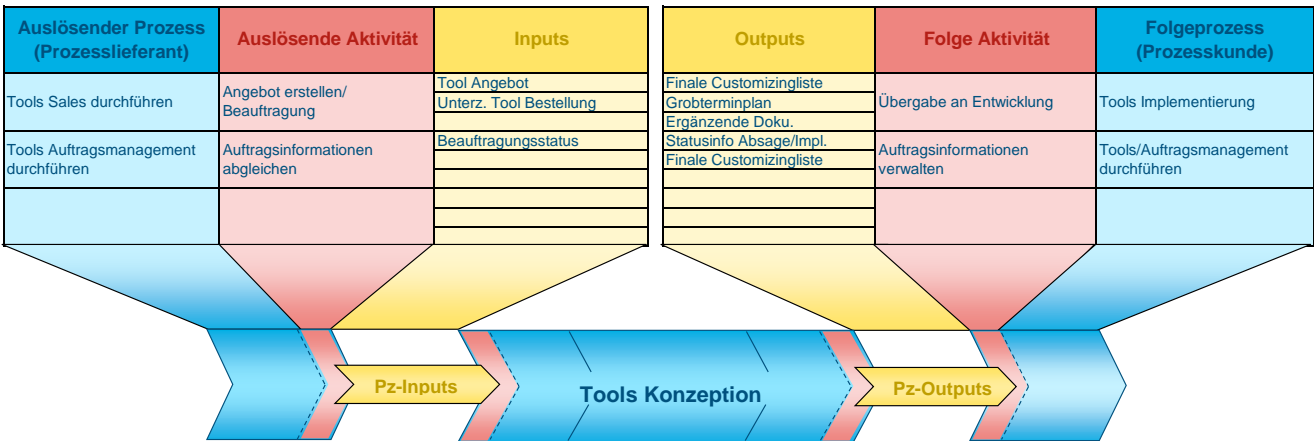 Auslösender Prozess
(Prozesslieferant)
Auslösende Aktivität
Inputs
Tools Sales durchführen
Angebot erstellen/
Beauftragung
Tool Angebot
Unterz. Tool Bestellung
Tools Auftragsmanagement
durchführen
Auftragsinformationen
abgleichen
Beauftragungsstatus
Outputs
Folge Aktivität
Folgeprozess
(Prozesskunde)
Finale Customizingliste
Grobterminplan
Ergänzende Doku.
Übergabe an Entwicklung
Tools Implementierung
Statusinfo Absage/Impl.
Finale Customizingliste
Auftragsinformationen
verwalten
Tools/Auftragsmanagement
durchführen
Pz-Inputs
Tools Konzeption
Pz-Outputs